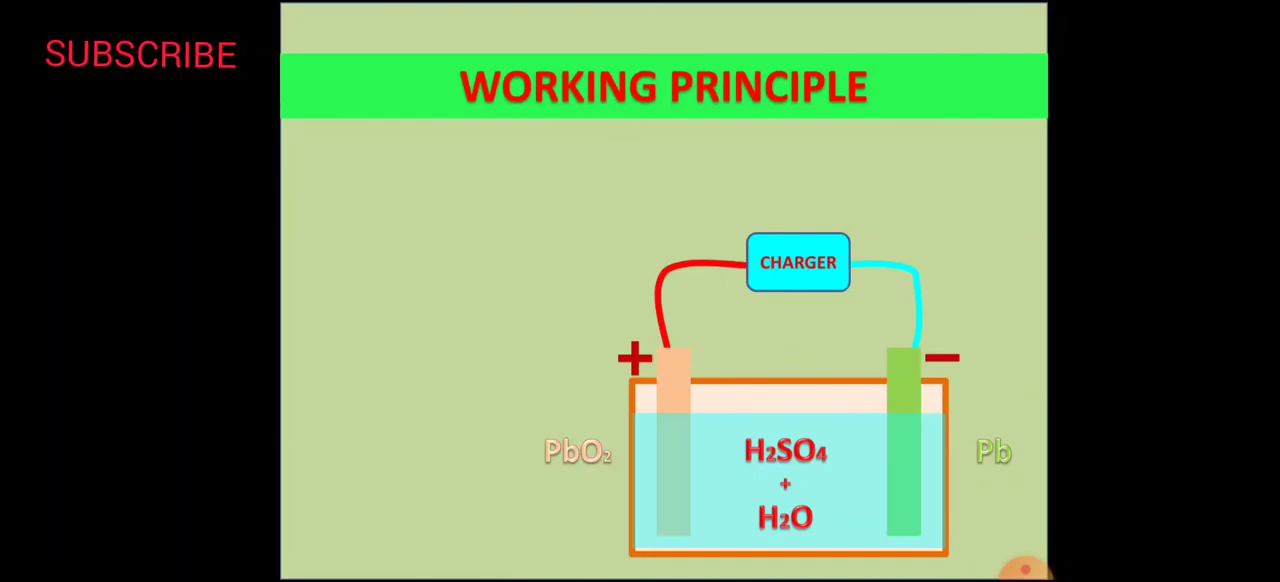 SUBSCRIBE
WORKING PRINCIPLE
CHARGER
+ −
PbO₂
H₂SO₄
+
H₂O
Pb